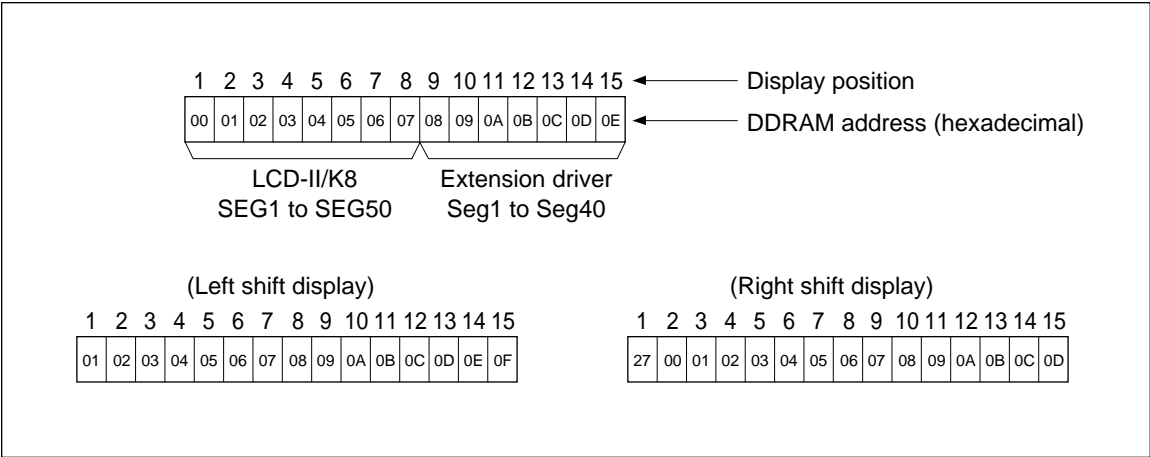 1 2 3 4 5 6 7 8 9 10 11 12 13 14 15 Display position
00 01 02 03 04 05 06 07 08 09 0A 0B 0C 0D 0E DDRAM address (hexadecimal)
LCD-II/K8 Extension driver
SEG1 to SEG50 Seg1 to Seg40
(Left shift display) (Right shift display)
1 2 3 4 5 6 7 8 9 10 11 12 13 14 15 1 2 3 4 5 6 7 8 9 10 11 12 13 14 15
01 02 03 04 05 06 07 08 09 0A 0B 0C 0D 0E 0F 27 00 01 02 03 04 05 06 07 08 09 0A 0B 0C 0D